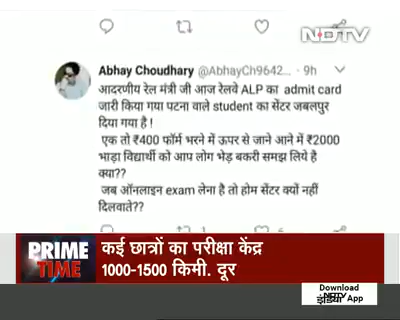 NDTV
Abhay Choudhary @AbhayCh9642... · 9h
आदरणीय रेल मंत्री जी आज रेलवे ALP का admit card
जारी किया गया पटना वाले student का सेंटर जबलपुर
दिया गया है !
एक तो ₹400 फॉर्म भरने में ऊपर से जाने आने में ₹2000
भाड़ा विद्यार्थी को आप लोग भेड़ बकरी समझ लिये है
क्या??
जब ऑनलाइन exam लेना है तो होम सेंटर क्यों नहीं
दिलवाते??
PRIME
TIME
कई छात्रों का परीक्षा केंद्र
1000-1500 किमी. दूर
Download
NDTV App
इंडिया